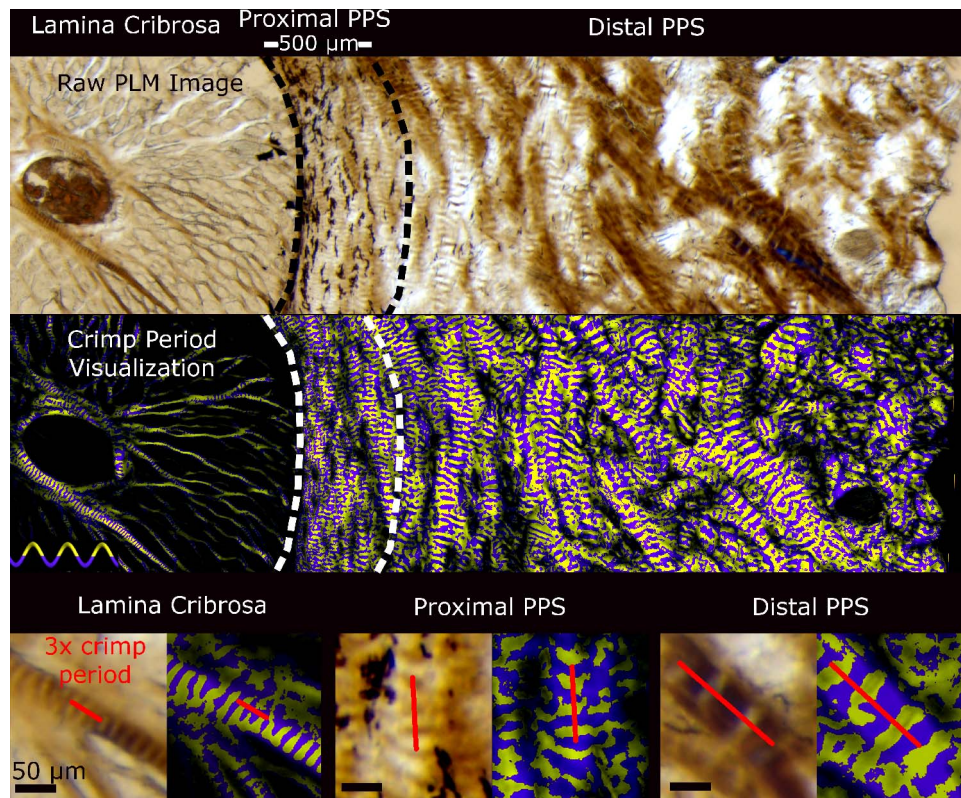 Lamina Cribrosa
Proximal PPS
500 µm
Distal PPS
Raw PLM Image
Crimp Period
Visualization
Lamina Cribrosa
Proximal PPS
Distal PPS
3x crimp
period
50 µm